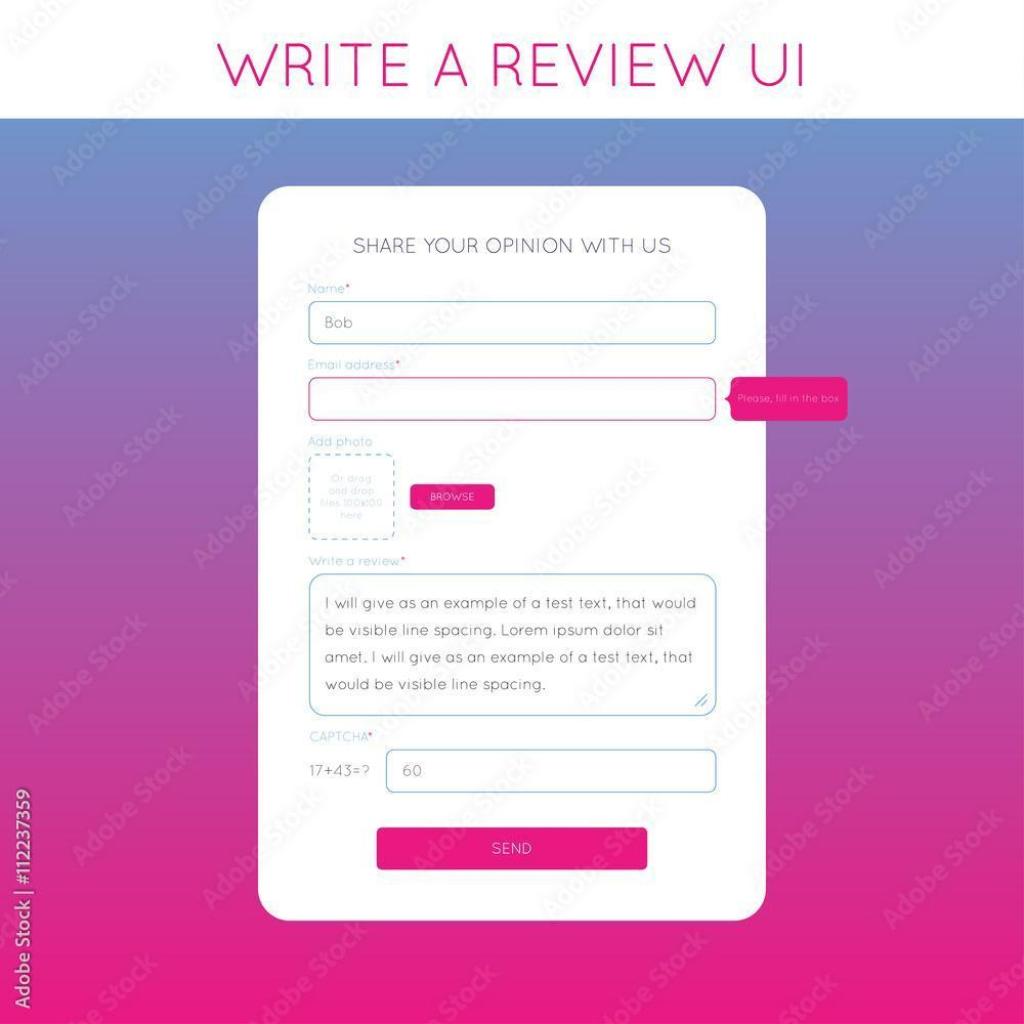 WRITE A REVIEW UI
SHARE YOUR OPINION WITH US
Name*
Bob
Email address*
Please, fill in the box
Add photo
Or drag
and drop
files 100x100
here
BROWSE
Write a review*
I will give as an example of a test text, that would
be visible line spacing. Lorem ipsum dolor sit
amet. I will give as an example of a test text, that
would be visible line spacing.
CAPTCHA*
17+43=?
60
SEND
Adobe Stock | #112237359